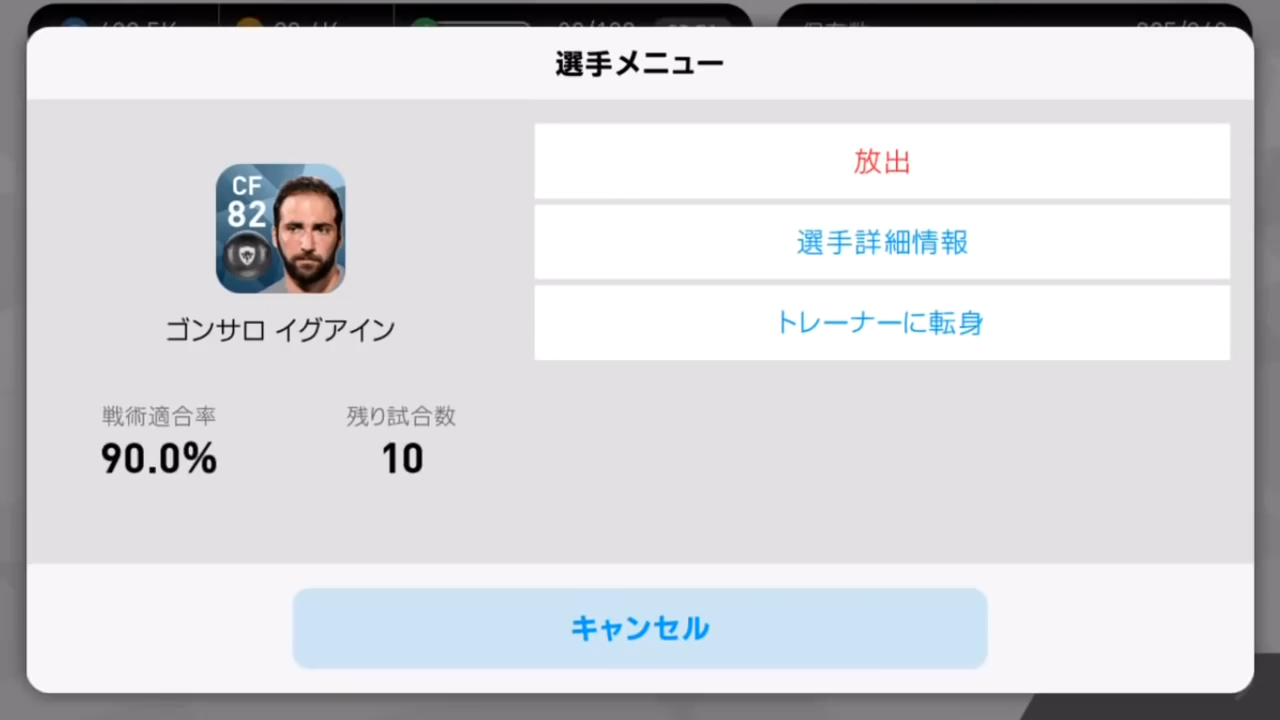 選手メニュー
CF
82
ゴンサロ イグアイン
戦術適合率
90.0%
残り試合数
10
放出
選手詳細情報
トレーナーに転身
キャンセル